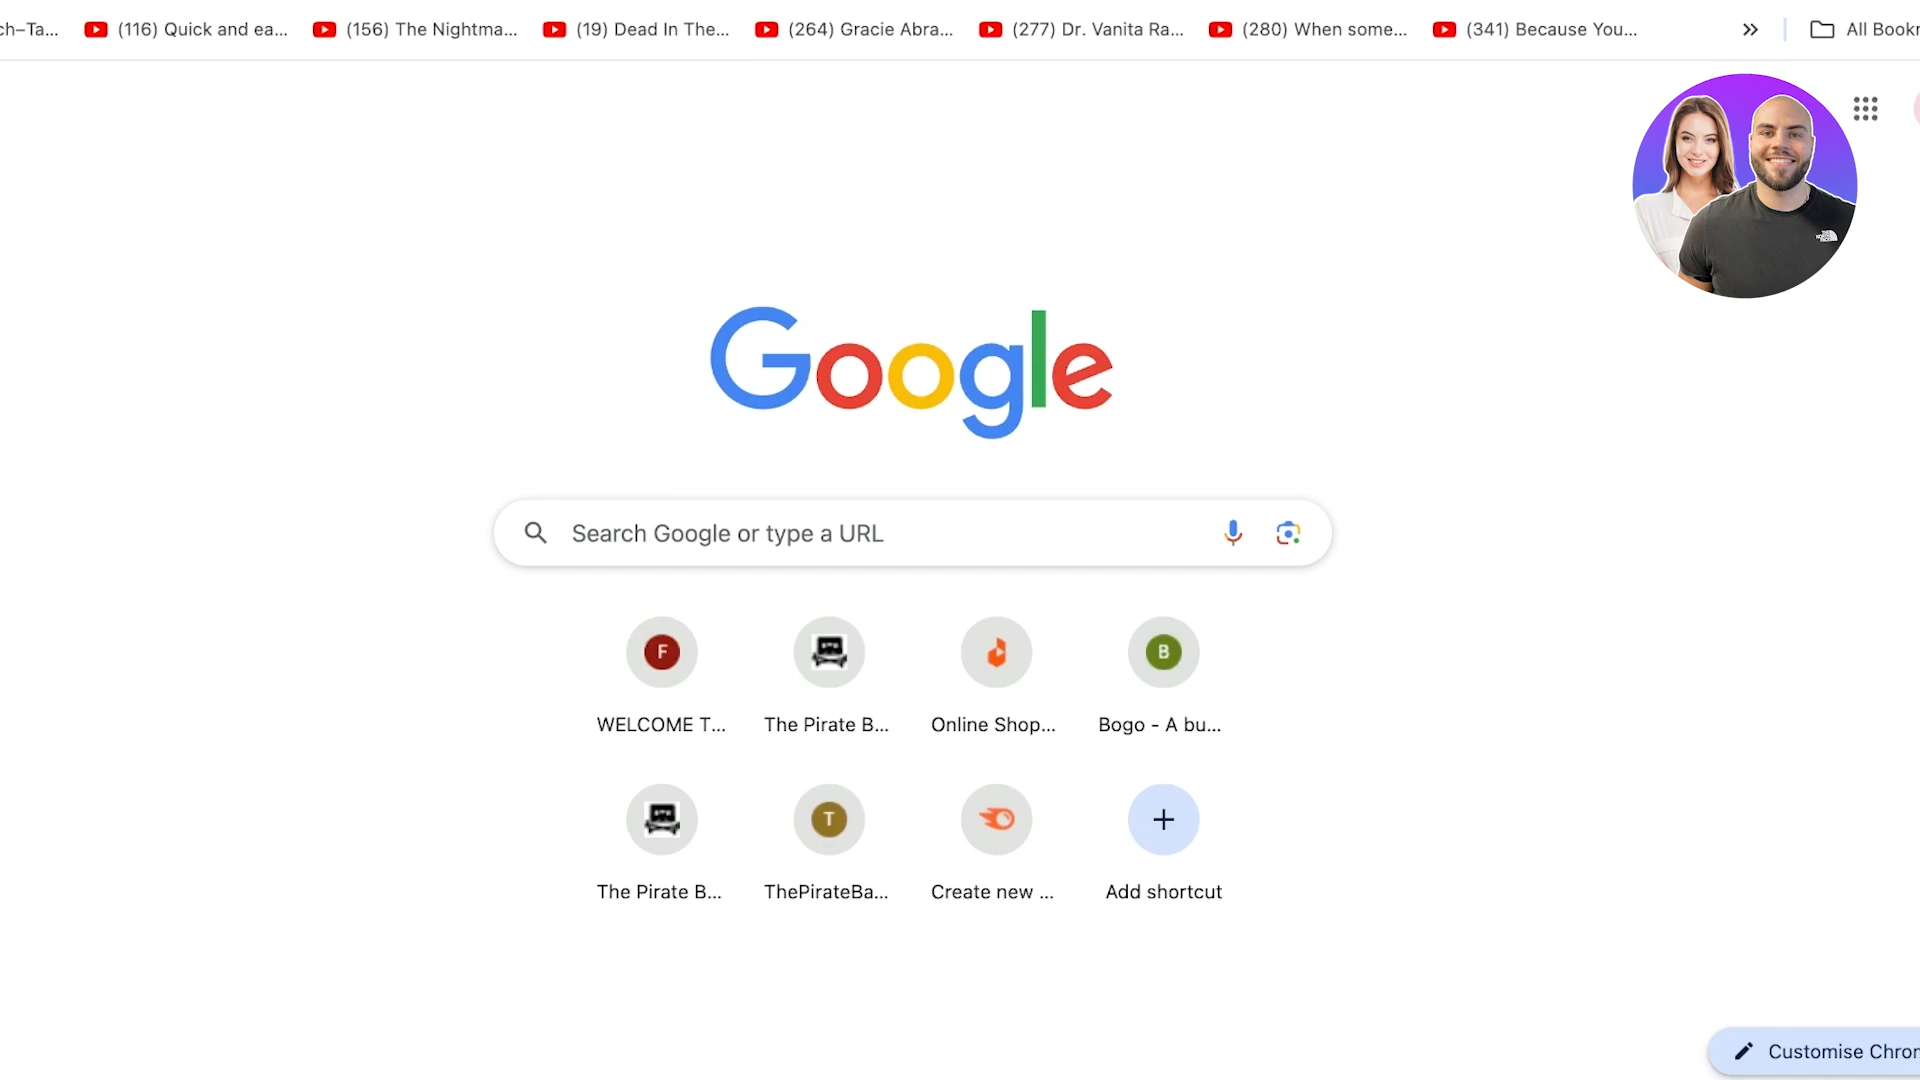 ch–Ta...
(116) Quick and ea...
(156) The Nightma...
(19) Dead In The...
(264) Gracie Abra...
(277) Dr. Vanita Ra...
(280) When some...
(341) Because You...
All Bookr
Google
Search Google or type a URL
F
B
WELCOME T...
The Pirate B...
Online Shop...
Bogo - A bu...
T
The Pirate B...
ThePirateBa...
Create new ...
Add shortcut
Customise Chror